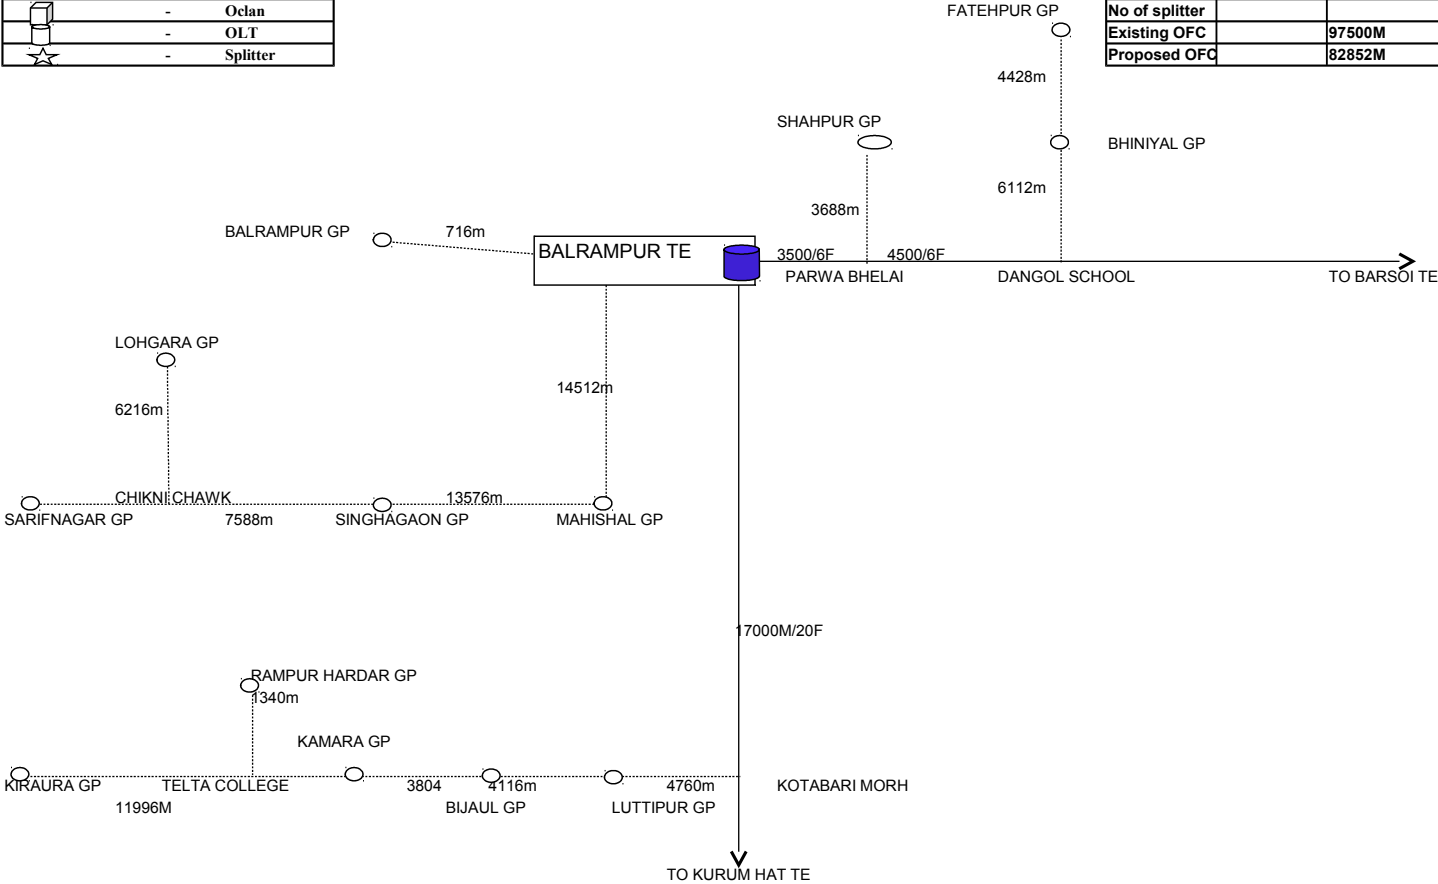 - Oclan
- OLT
- Splitter
No of splitter
Existing OFC 97500M
Proposed OFC 82852M
FATEHPUR GP
4428m
SHAHPUR GP
BHINIYAL GP
6112m
3688m
BALRAMPUR GP
716m
BALRAMPUR TE
3500/6F
4500/6F
PARWA BHELAI
DANGOL SCHOOL
TO BARSOI TE
LOHGARA GP
14512m
6216m
CHIKNI CHAWK
13576m
SARIFNAGAR GP
7588m
SINGHAGAON GP
MAHISHAL GP
17000M/20F
RAMPUR HARDAR GP
1340m
KAMARA GP
KIRAURA GP
TELTA COLLEGE
3804
4116m
4760m
KOTABARI MORH
11996M
BIJAUL GP
LUTTIPUR GP
TO KURUM HAT TE